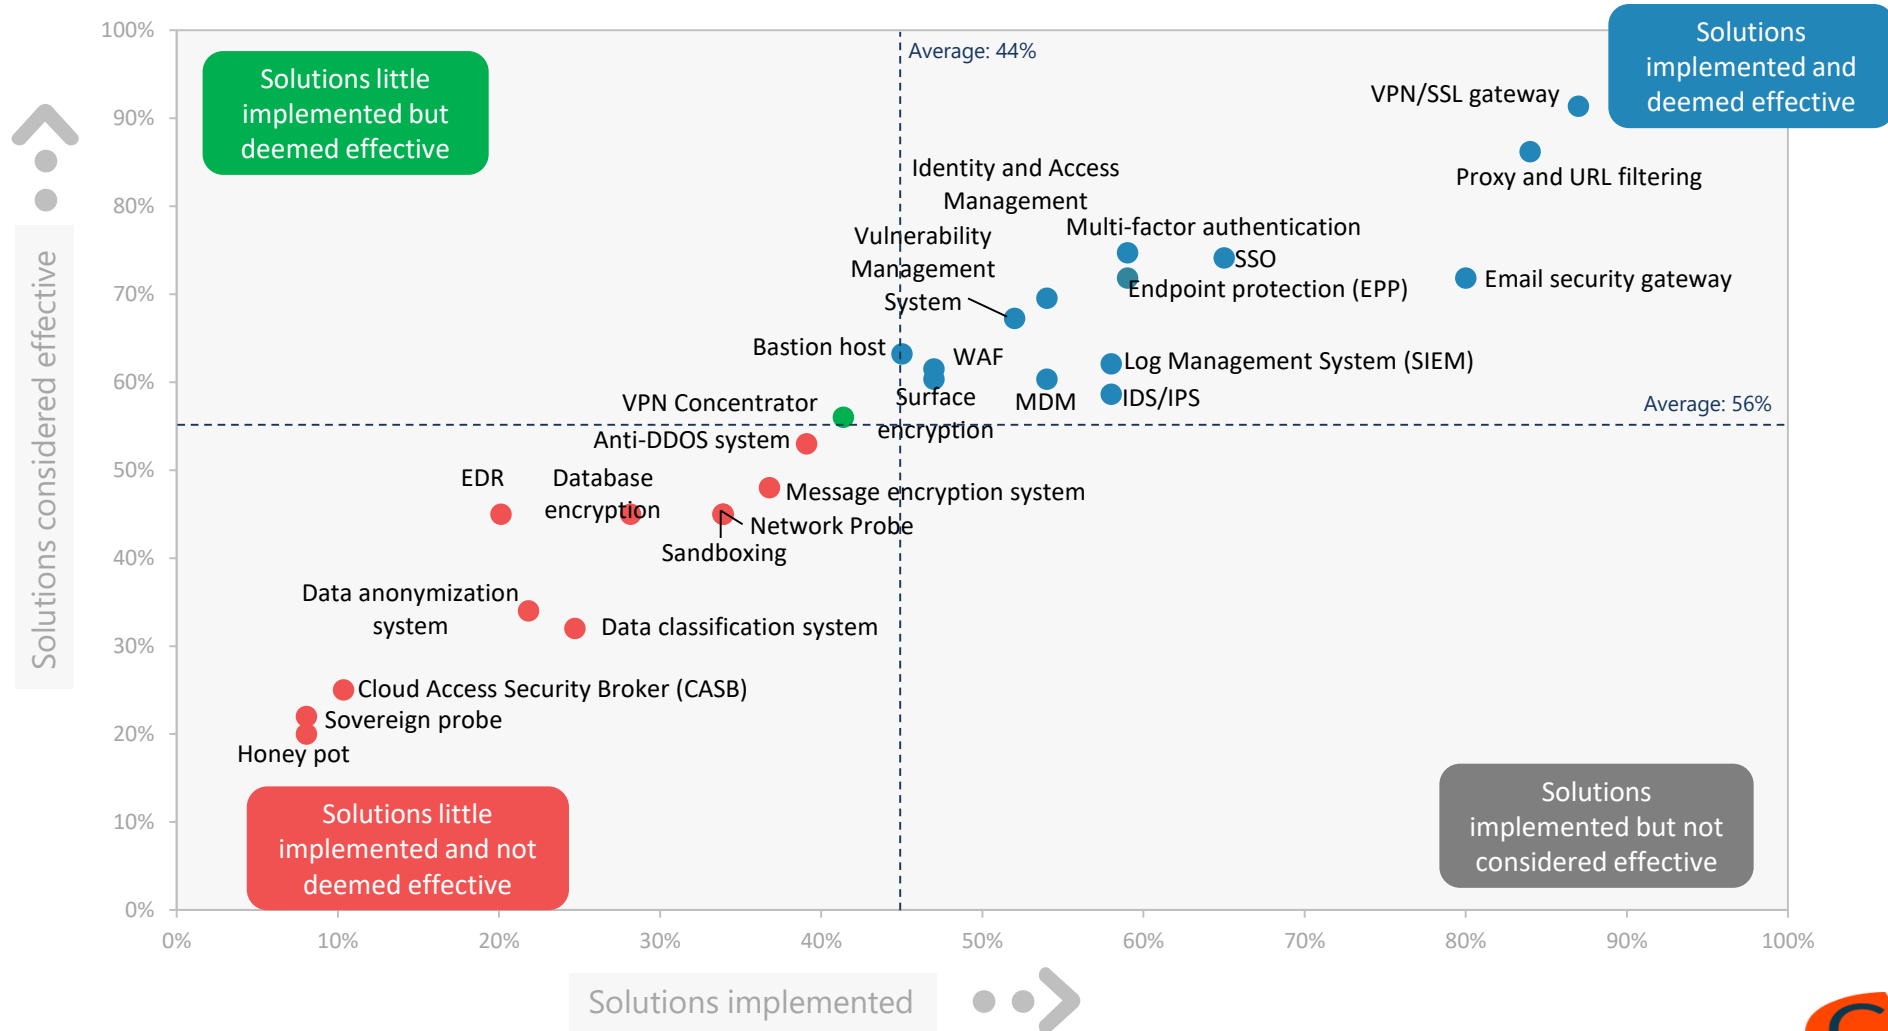 100%
90%
80%
70%
60%
50%
40%
30%
20%
10%
0%
Solutions considered effective
Solutions little
implemented but
deemed effective
Average: 44%
Solutions
implemented and
deemed effective
VPN/SSL gateway
Proxy and URL filtering
Identity and Access
Management
Multi-factor authentication
Vulnerability
Management
System
SSO
Endpoint protection (EPP)
Email security gateway
Bastion host
WAF
Log Management System (SIEM)
Surface
encryption
MDM
IDS/IPS
VPN Concentrator
Average: 56%
Anti-DDOS system
EDR
Database
encryption
Message encryption system
Network Probe
Sandboxing
Data anonymization
system
Data classification system
Cloud Access Security Broker (CASB)
Sovereign probe
Honey pot
Solutions little
implemented and not
deemed effective
Solutions
implemented but not
considered effective
0%
10%
20%
30%
40%
50%
60%
70%
80%
90%
100%
Solutions implemented